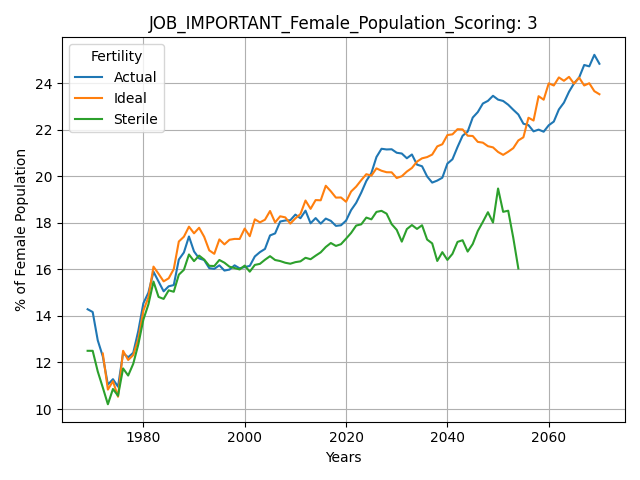 JOB_IMPORTANT_Female_Population_Scoring: 3
Fertility
Actual
Ideal
Sterile
% of Female Population
24
22
20
18
16
14
12
10
1980 2000 2020 2040 2060
Years